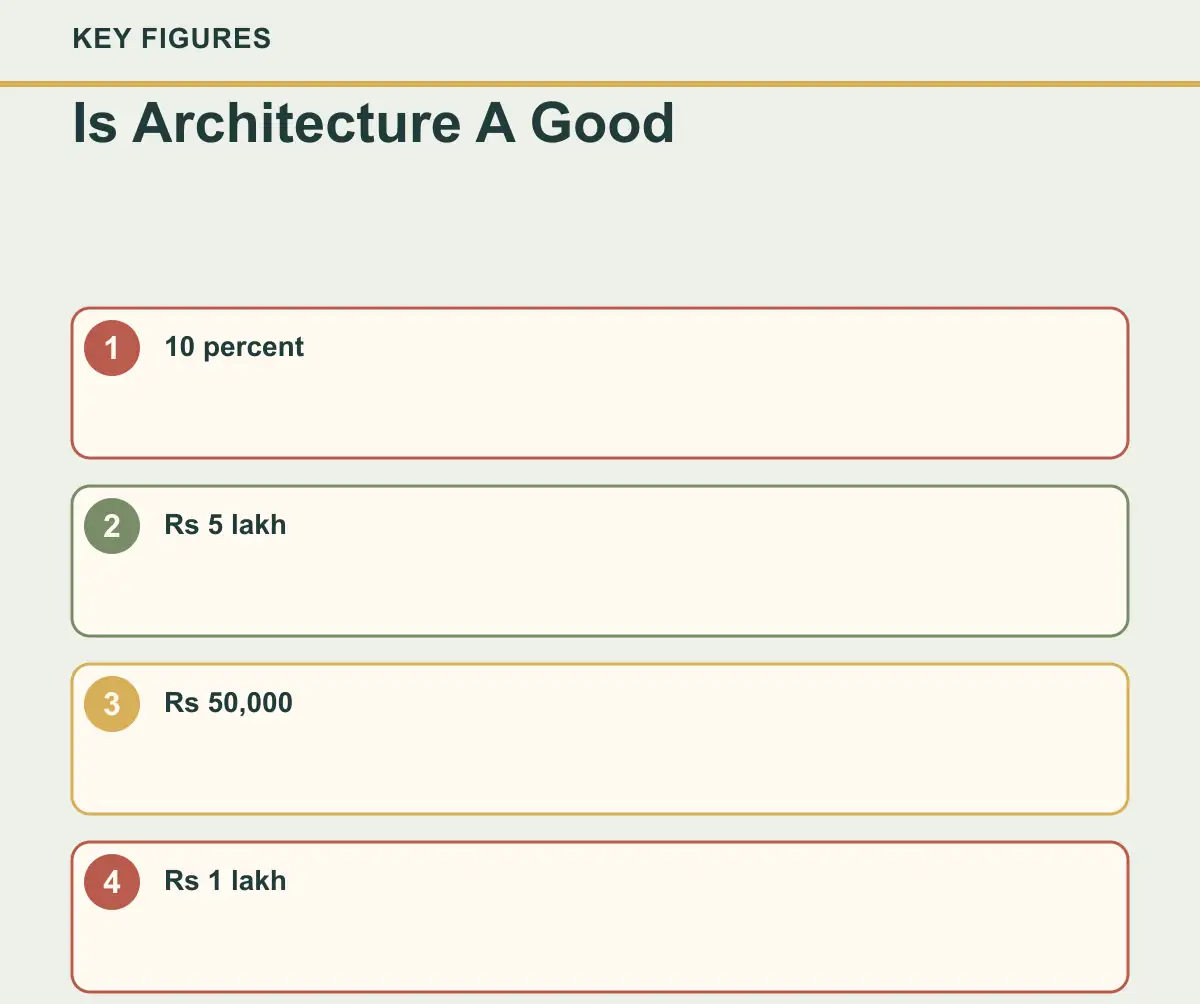 KEY FIGURES
Is Architecture A Good
1 10 percent
2 Rs 5 lakh
3 Rs 50,000
4 Rs 1 lakh